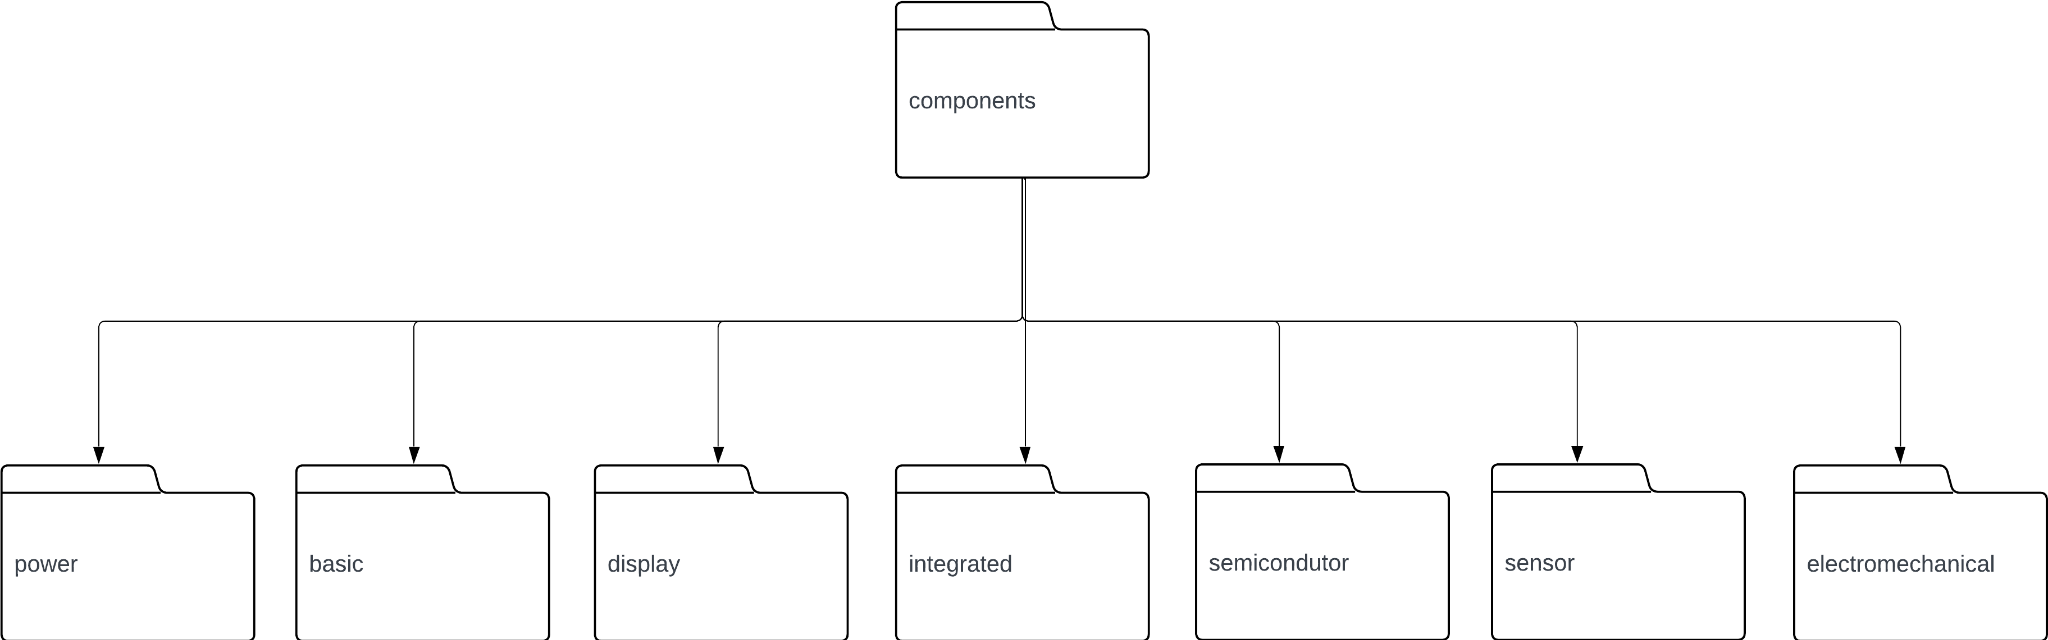 components
power
basic
display
integrated
semicondutor
sensor
electromechanical